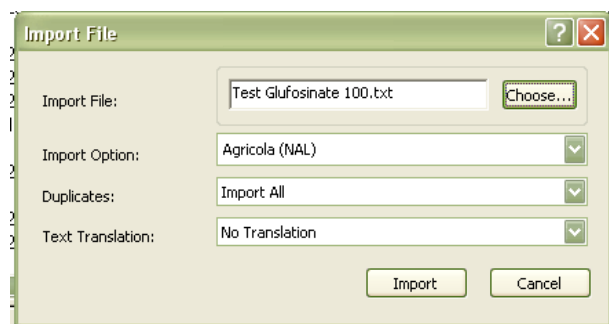 Import File
Import File: Test Glufosinate 100.txt Choose...
Import Option: Agricola (NAL)
Duplicates: Import All
Text Translation: No Translation
Import Cancel